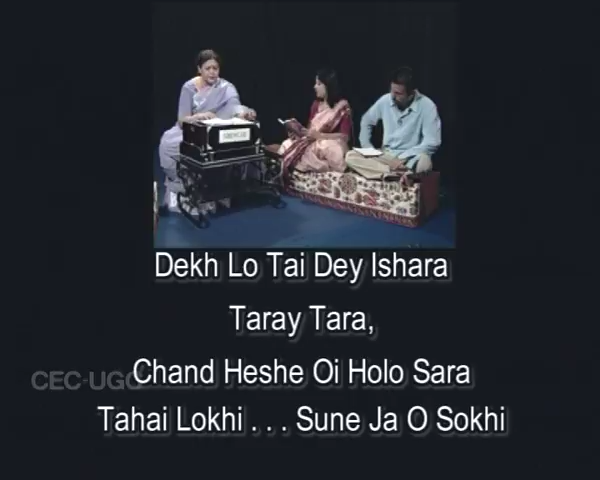 Dekh Lo Tai Dey Ishara
Taray Tara,
Chand Heshe Oi Holo Sara
CEC-UGC
Tahai Lokhi . . . Sune Ja O Sokhi